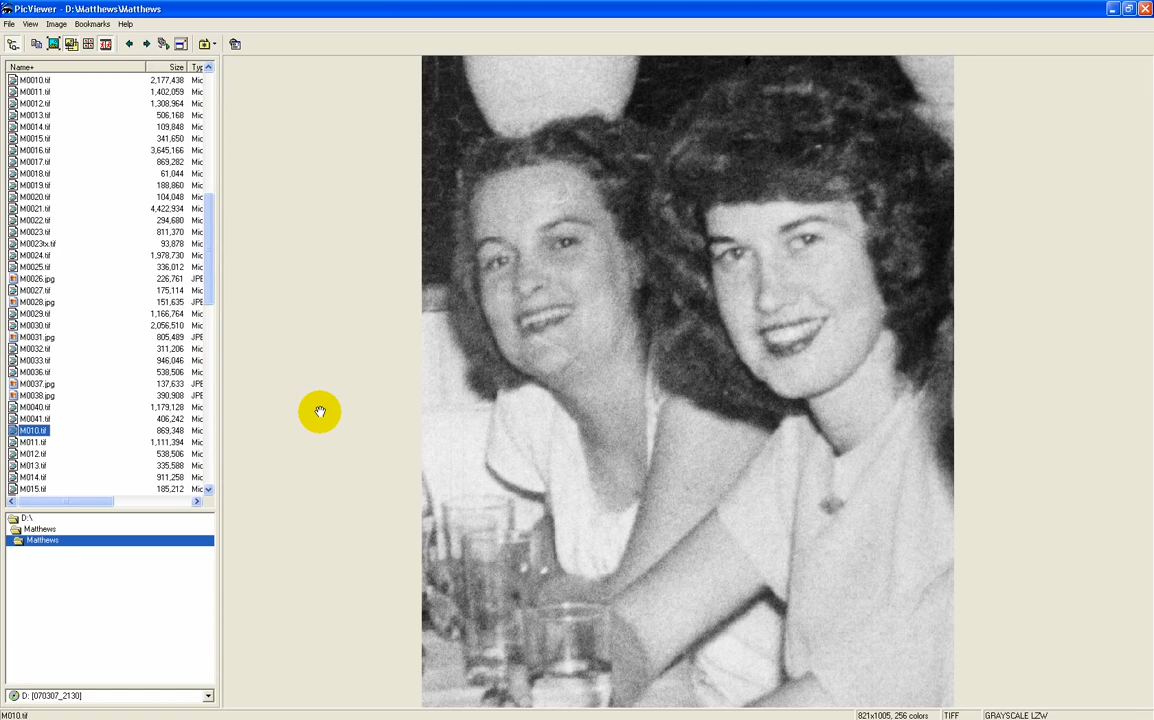 PicViewer - D:\Matthews\Matthews
File View Image Bookmarks Help
Name+ Size Typ
M0010.tif 2,177,438 Mic
M0011.tif 1,402,059 Mic
M0012.tif 1,308,964 Mic
M0013.tif 506,168 Mic
M0014.tif 109,848 Mic
M0015.tif 341,650 Mic
M0016.tif 3,645,166 Mic
M0017.tif 869,282 Mic
M0018.tif 61,044 Mic
M0019.tif 188,860 Mic
M0020.tif 104,048 Mic
M0021.tif 4,422,934 Mic
M0022.tif 294,680 Mic
M0023.tif 811,370 Mic
M0023tx.tif 93,878 Mic
M0024.tif 1,978,730 Mic
M0025.tif 336,012 Mic
M0026.jpg 226,761 JPE
M0027.tif 175,114 Mic
M0028.jpg 151,635 JPE
M0029.tif 1,166,764 Mic
M0030.tif 2,056,510 Mic
M0031.jpg 805,489 JPE
M0032.tif 311,206 Mic
M0033.tif 946,046 Mic
M0036.tif 538,506 Mic
M0037.jpg 137,633 JPE
M0038.jpg 390,908 JPE
M0040.tif 1,179,128 Mic
M0041.tif 406,242 Mic
M010.tif 869,348 Mic
M011.tif 1,111,394 Mic
M012.tif 538,506 Mic
M013.tif 335,588 Mic
M014.tif 911,258 Mic
M015.tif 185,212 Mic
D:\
Matthews
Matthews
D: [070307_2130]
M010.tif 821x1005, 256 colors TIFF GRAYSCALE LZW